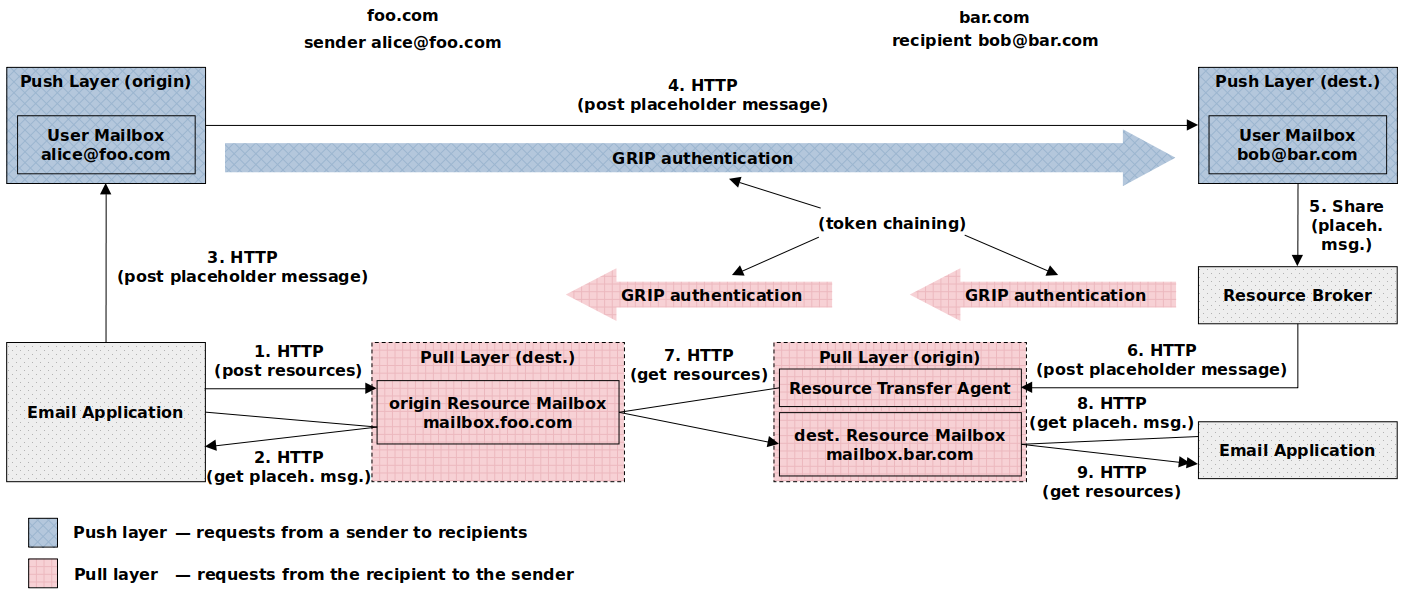 foo.com
sender alice@foo.com
bar.com
recipient bob@bar.com
Push Layer (origin)
User Mailbox
alice@foo.com
4. HTTP
(post placeholder message)
GRIP authentication
Push Layer (dest.)
User Mailbox
bob@bar.com
(token chaining)
3. HTTP
(post placeholder message)
5. Share
(placeh.
msg.)
GRIP authentication
GRIP authentication
Resource Broker
Email Application
1. HTTP
(post resources)
2. HTTP
(get placeh. msg.)
Pull Layer (dest.)
origin Resource Mailbox
mailbox.foo.com
7. HTTP
(get resources)
Pull Layer (origin)
Resource Transfer Agent
dest. Resource Mailbox
mailbox.bar.com
6. HTTP
(post placeholder message)
8. HTTP
(get placeh. msg.)
9. HTTP
(get resources)
Email Application
Push layer — requests from a sender to recipients
Pull layer — requests from the recipient to the sender